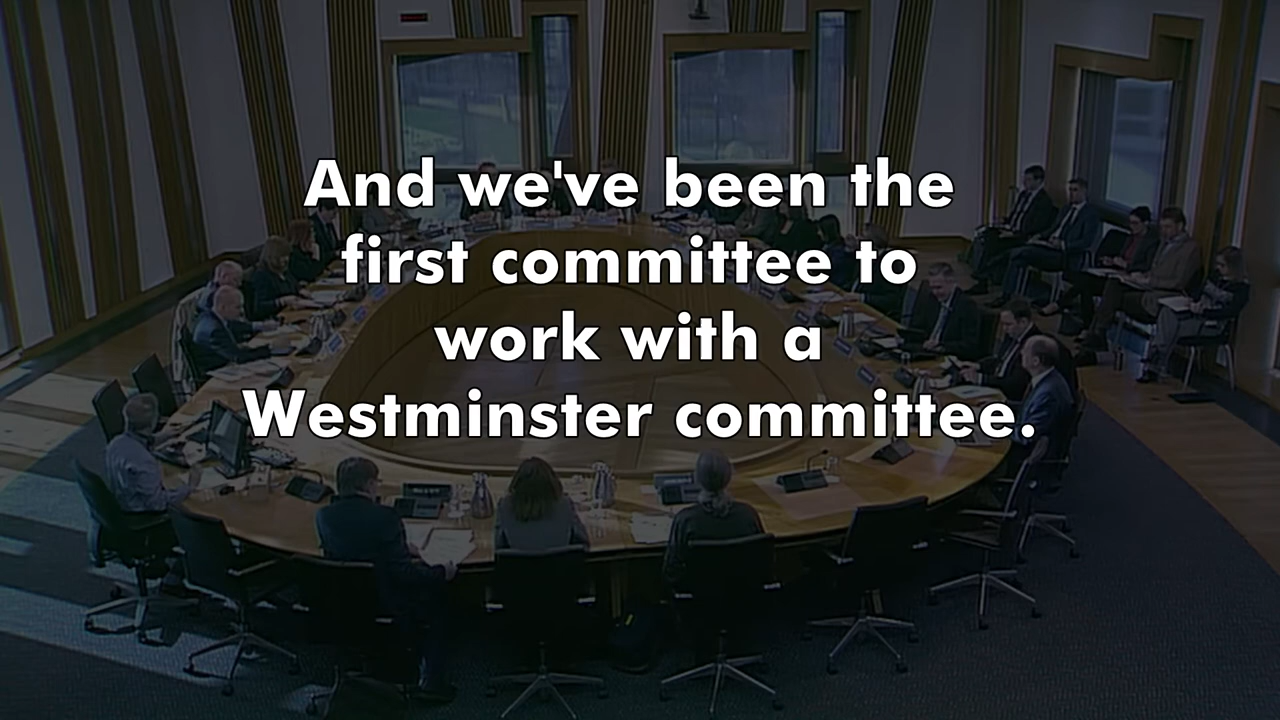 And we've been the
first committee to
work with a
Westminster committee.